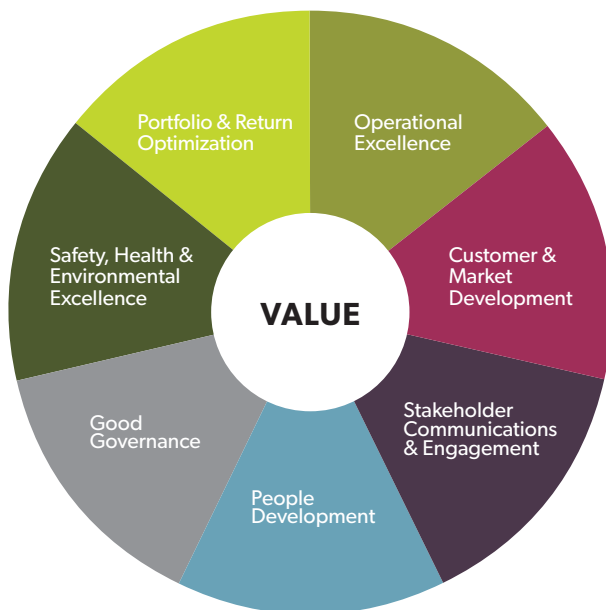 Portfolio & Return
Optimization
Operational
Excellence
Customer &
Market
Development
Stakeholder
Communications
& Engagement
People
Development
Good
Governance
Safety, Health &
Environmental
Excellence
VALUE